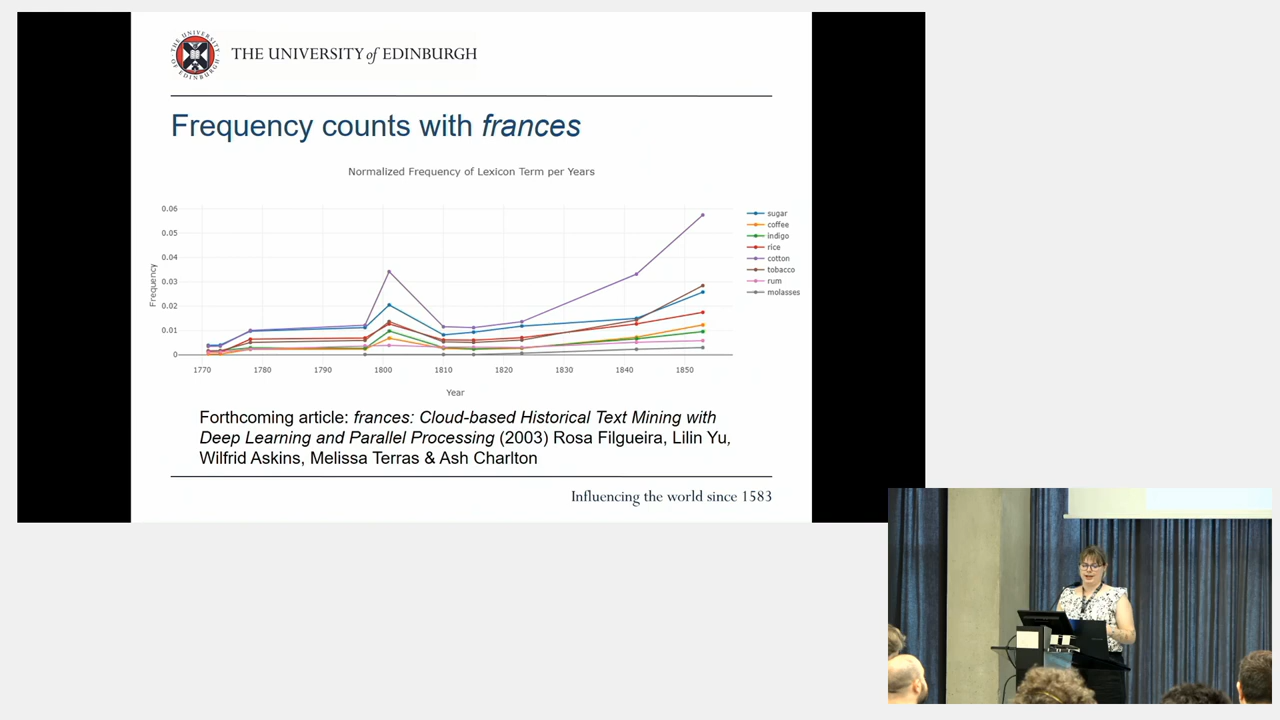 THE UNIVERSITY of EDINBURGH
THE UNIVERSITY OF EDINBURGH
Frequency counts with frances
Normalized Frequency of Lexicon Term per Years
Frequency
0.06
0.05
0.04
0.03
0.02
0.01
0
1770
1780
1790
1800
1810
1820
1830
1840
1850
Year
sugar
coffee
indigo
rice
cotton
tobacco
rum
molasses
Forthcoming article: frances: Cloud-based Historical Text Mining with
Deep Learning and Parallel Processing (2003) Rosa Filgueira, Lilin Yu,
Wilfrid Askins, Melissa Terras & Ash Charlton
Influencing the world since 1583